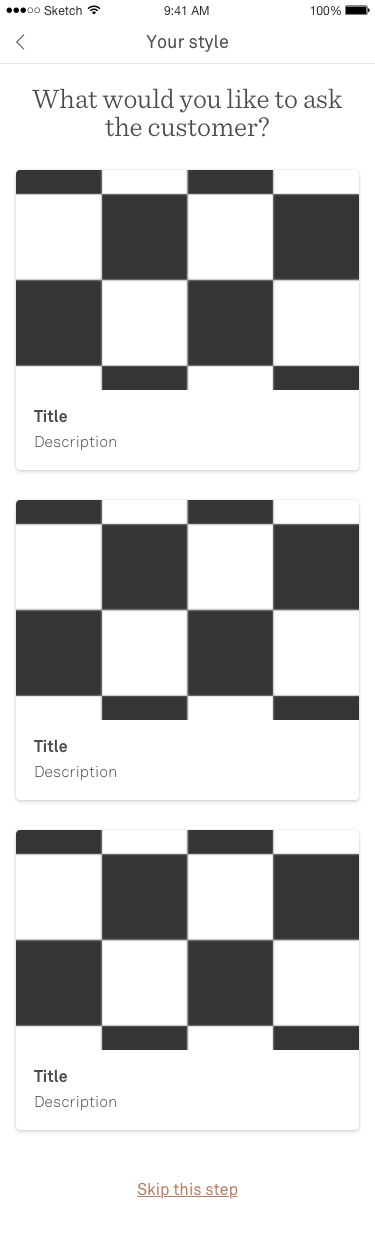 Sketch 9:41 AM 100%
Your style
What would you like to ask
the customer?
Title
Description
Title
Description
Title
Description
Skip this step